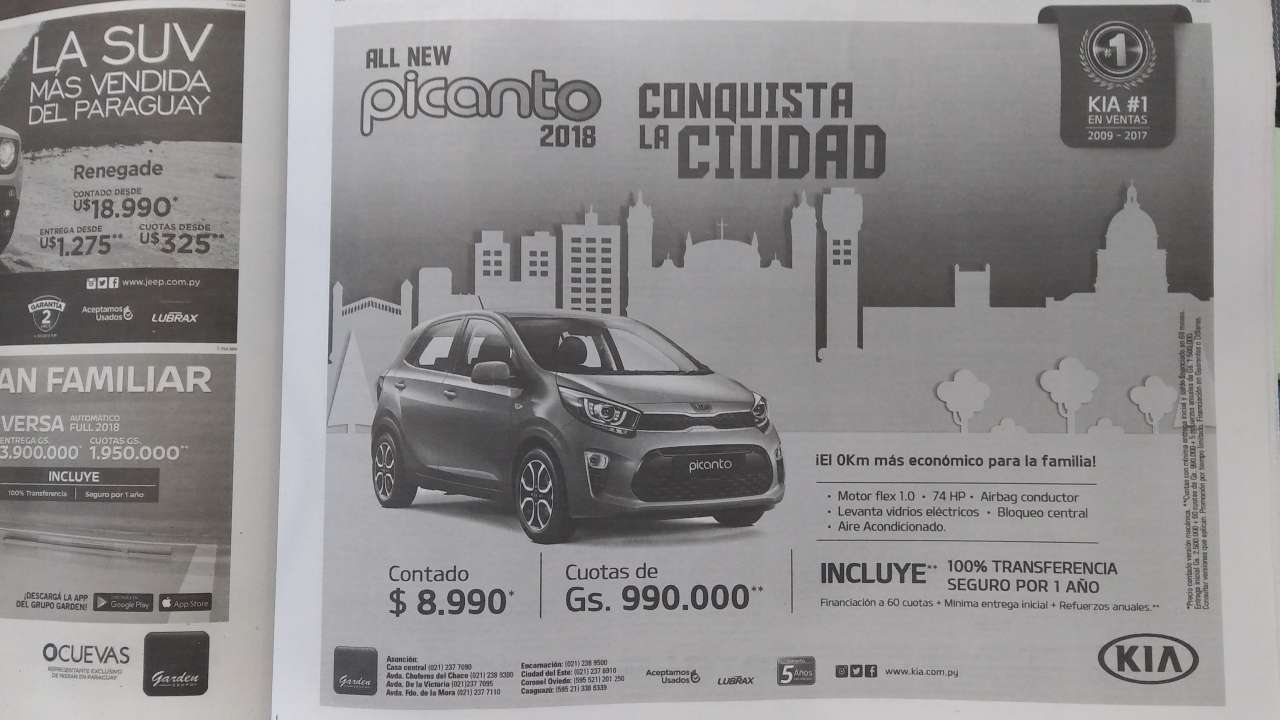 LA SUV
MÁS VENDIDA
DEL PARAGUAY
Renegade
CONTADO DESDE
U$18.990*
ENTREGA DESDE
U$1.275**
CUOTAS DESDE
U$325**
www.jeep.com.py
GARANTÍA
2
Aceptamos
Usados
LUBRAX
AN FAMILIAR
VERSA AUTOMÁTICO
FULL 2018
ENTREGA GS.
3.900.000*
CUOTAS GS.
1.950.000**
INCLUYE
100% Transferencia
Seguro por 1 año
¡DESCARGÁ LA APP
DEL GRUPO GARDEN!
Google Play
App Store
OCUEVAS
REPRESENTANTE EXCLUSIVO
DE NISSAN EN PARAGUAY
Garden
ALL NEW
picanto
2018
CONQUISTA
LA CIUDAD
#1
KIA #1
EN VENTAS
2009 - 2017
picanto
¡El 0Km más económico para la familia!
· Motor flex 1.0 · 74 HP · Airbag conductor
· Levanta vidrios eléctricos · Bloqueo central
· Aire Acondicionado.
Contado
$ 8.990*
Cuotas de
Gs. 990.000**
INCLUYE** 100% TRANSFERENCIA
SEGURO POR 1 AÑO
Financiación a 60 cuotas + Minima entrega inicial + Refuerzos anuales.**
Garden
Asunción:
Casa central (021) 237 7090
Avda. Choferes del Chaco (021) 238 9380
Avda. De la Victoria (021)237 7095
Avda. Fdo. de la Mora (021) 237 7110
Encarnación: (021) 238 9500
Ciudad del Este: (021) 237 6916
Coronel Oviedo: (595 521) 201 250
Caaguazú: (595 21) 338 6339
Aceptamos
Usados
LUBRAX
5 Años
www.kia.com.py
KIA